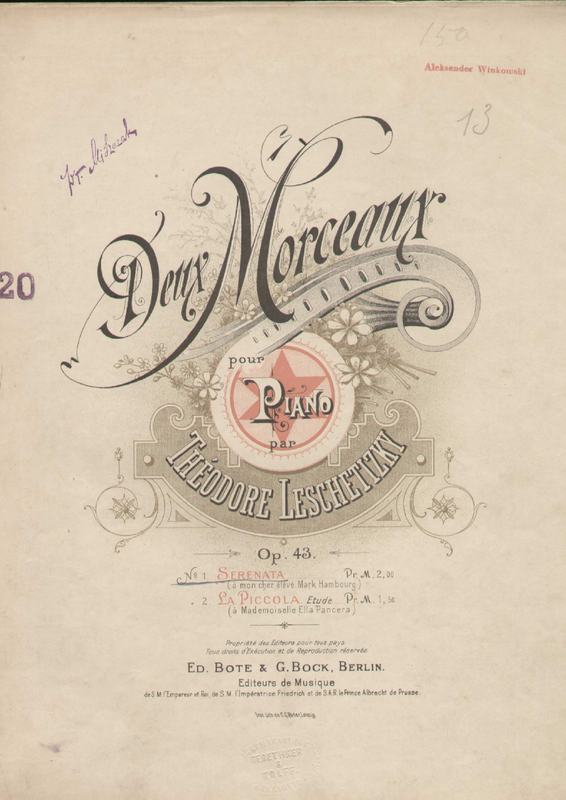 150
Aleksander Winkowski
13
20
Deux Morceaux
pour
PIANO
par
THÉODORE LESCHETIZKY
Op. 43.
No 1 SERENATA Pr. M. 2,00
(à mon cher élève Mark Hambourg)
. 2. LA PICCOLA. Etude. Pr. M. 1,50
(à Mademoiselle Ella Pancera)
Propriété des Editeurs pour tous pays.
Tous droits d'Exécution et de Reproduction réservés.
ED. BOTE & G. BOCK, BERLIN.
Editeurs de Musique
de S.M. l'Empereur et Roi, de S. M. l'Impératrice Friedrich et de S.A.R. le Prince Albrecht de Prusse.
GEBETHNER
&
WOLFF